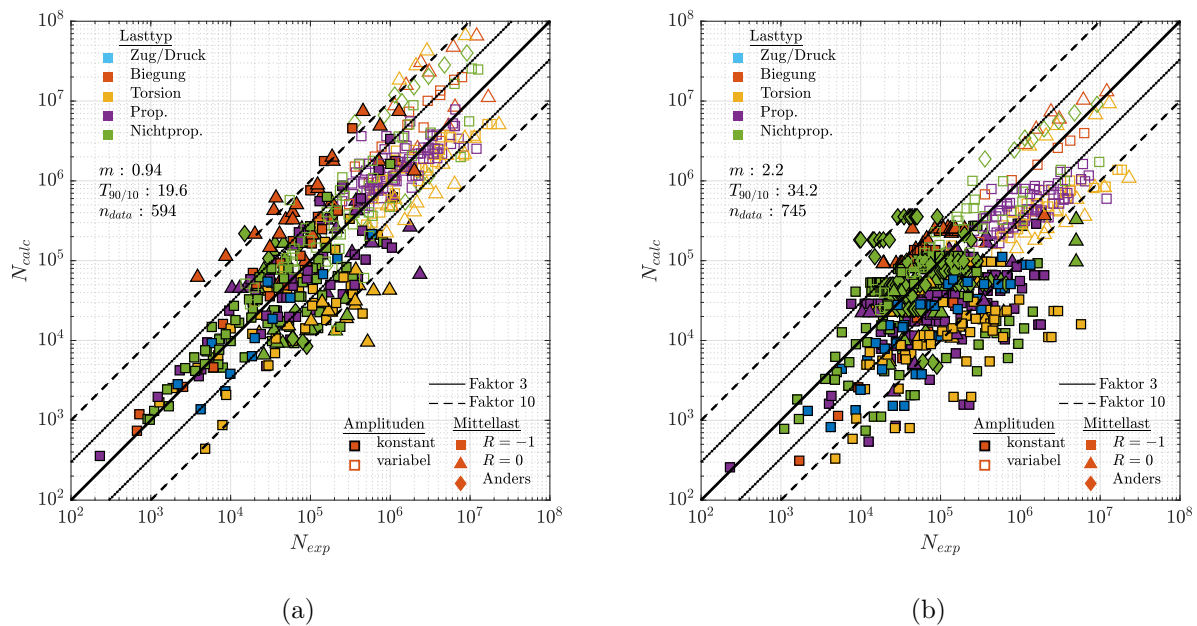 10^8
10^7
10^6
10^5
10^4
10^3
10^2
N_calc
Lasttyp
Zug/Druck
Biegung
Torsion
Prop.
Nichtprop.
m : 0.94
T_90/10 : 19.6
n_data : 594
Faktor 3
Faktor 10
Amplituden
konstant
variabel
Mittellast
R = −1
R = 0
Anders
10^2 10^3 10^4 10^5 10^6 10^7 10^8
N_exp
(a)
10^8
10^7
10^6
10^5
10^4
10^3
10^2
N_calc
Lasttyp
Zug/Druck
Biegung
Torsion
Prop.
Nichtprop.
m : 2.2
T_90/10 : 34.2
n_data : 745
Faktor 3
Faktor 10
Amplituden
konstant
variabel
Mittellast
R = −1
R = 0
Anders
10^2 10^3 10^4 10^5 10^6 10^7 10^8
N_exp
(b)